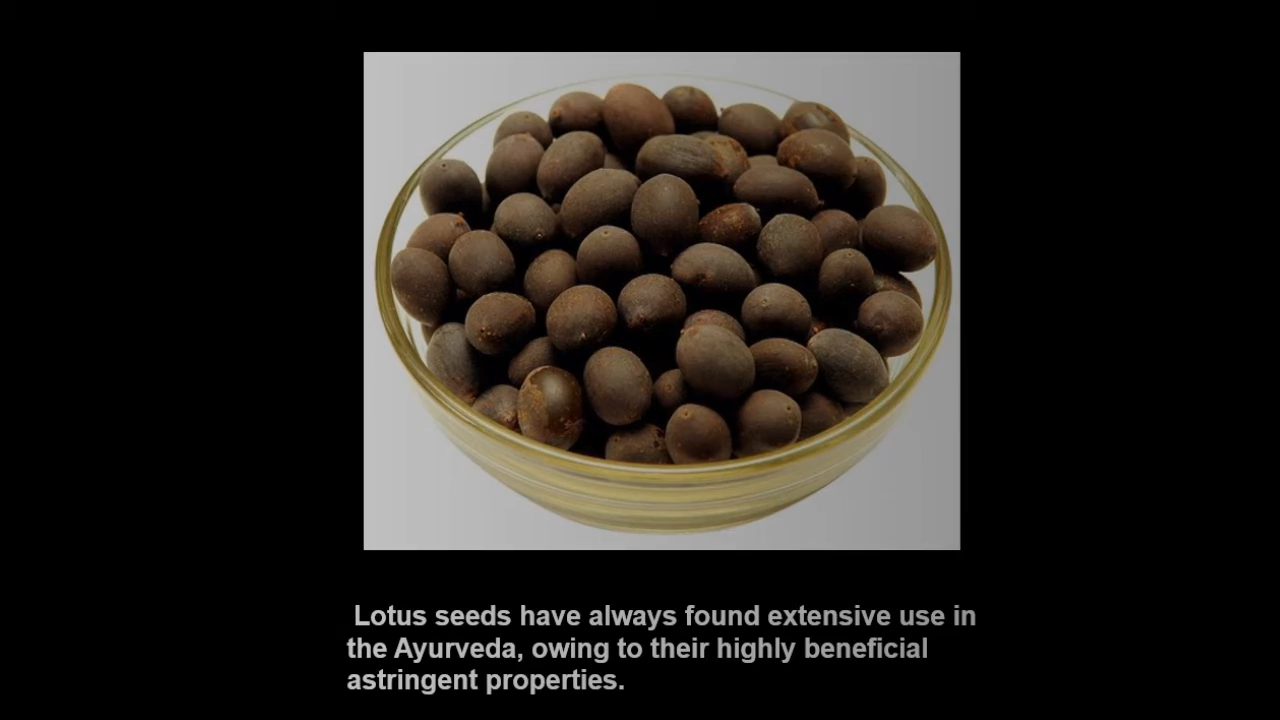 Lotus seeds have always found extensive use in
the Ayurveda, owing to their highly beneficial
astringent properties.